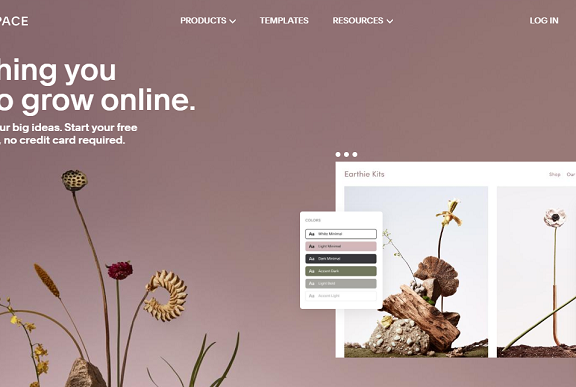 PACE
PRODUCTS
TEMPLATES
RESOURCES
LOG IN
hing you
o grow online.
ur big ideas. Start your free
, no credit card required.
Earthie Kits
Shop
Our
COLORS
Aa White Minimal
Aa Light Minimal
Aa Dark Minimal
Aa Accent Dark
Aa Light Bold
Aa Accent Light